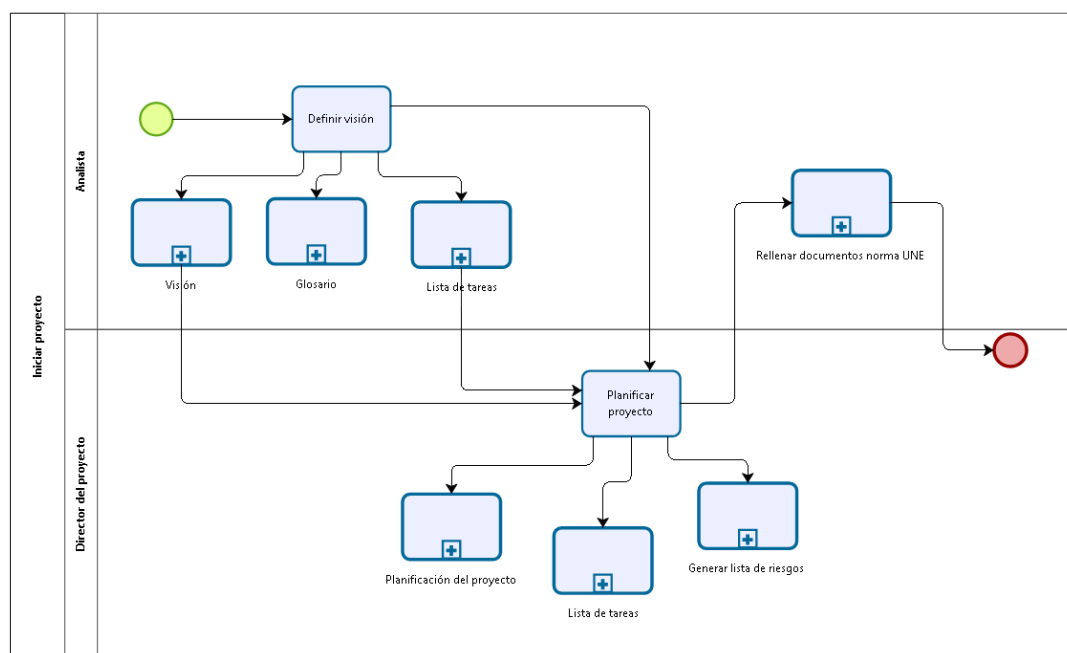 Iniciar proyecto
Analista
Definir visión
Visión
Glosario
Lista de tareas
Rellenar documentos norma UNE
Director del proyecto
Planificar
proyecto
Planificación del proyecto
Lista de tareas
Generar lista de riesgos